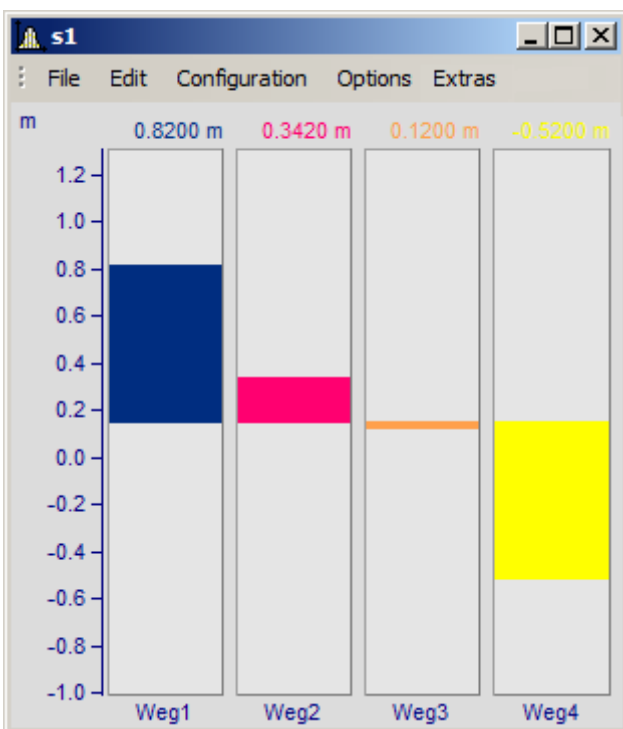 s1
File Edit Configuration Options Extras
m
0.8200 m 0.3420 m 0.1200 m -0.5200 m
1.2
1.0
0.8
0.6
0.4
0.2
0.0
-0.2
-0.4
-0.6
-0.8
-1.0
Weg1 Weg2 Weg3 Weg4